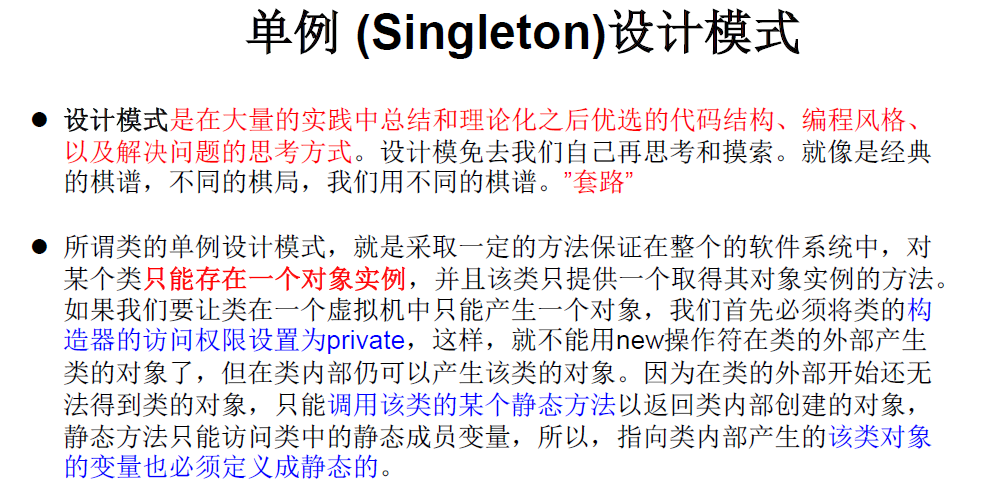 单例 (Singleton)设计模式
● 设计模式是在大量的实践中总结和理论化之后优选的代码结构、编程风格、
以及解决问题的思考方式。设计模免去我们自己再思考和摸索。就像是经典
的棋谱，不同的棋局，我们用不同的棋谱。”套路”
● 所谓类的单例设计模式，就是采取一定的方法保证在整个的软件系统中，对
某个类只能存在一个对象实例，并且该类只提供一个取得其对象实例的方法。
如果我们要让类在一个虚拟机中只能产生一个对象，我们首先必须将类的构
造器的访问权限设置为private，这样，就不能用new操作符在类的外部产生
类的对象了，但在类内部仍可以产生该类的对象。因为在类的外部开始还无
法得到类的对象，只能调用该类的某个静态方法以返回类内部创建的对象，
静态方法只能访问类中的静态成员变量，所以，指向类内部产生的该类对象
的变量也必须定义成静态的。